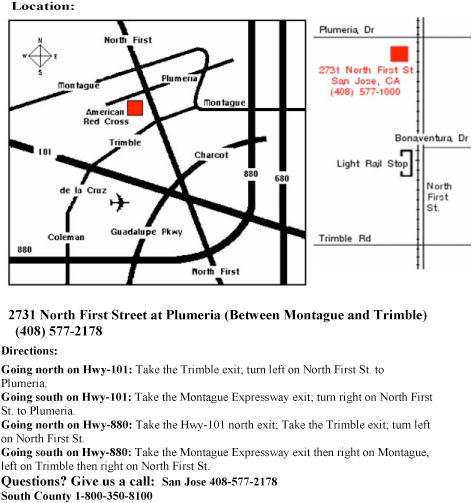 Location:
North First
N
W
E
S
Plumeria
Montague
American
Red Cross
Montague
Trimble
101
Charcot
880
680
de la Cruz
Coleman
Guadalupe Pkwy
880
North First
Plumeria, Dr
2731 North First St
San Jose, CA
(408) 577-1000
Bonaventura, Dr
Light Rail Stop
North
First
St.
Trimble Rd
2731 North First Street at Plumeria (Between Montague and Trimble)
(408) 577-2178
Directions:
Going north on Hwy-101: Take the Trimble exit; turn left on North First St. to
Plumeria.
Going south on Hwy-101: Take the Montague Expressway exit; turn right on North First
St. to Plumeria.
Going north on Hwy-880: Take the Hwy-101 north exit; Take the Trimble exit; turn left
on North First St.
Going south on Hwy-880: Take the Montague Expressway exit then right on Montague,
left on Trimble then right on North First St.
Questions? Give us a call: San Jose 408-577-2178
South County 1-800-350-8100